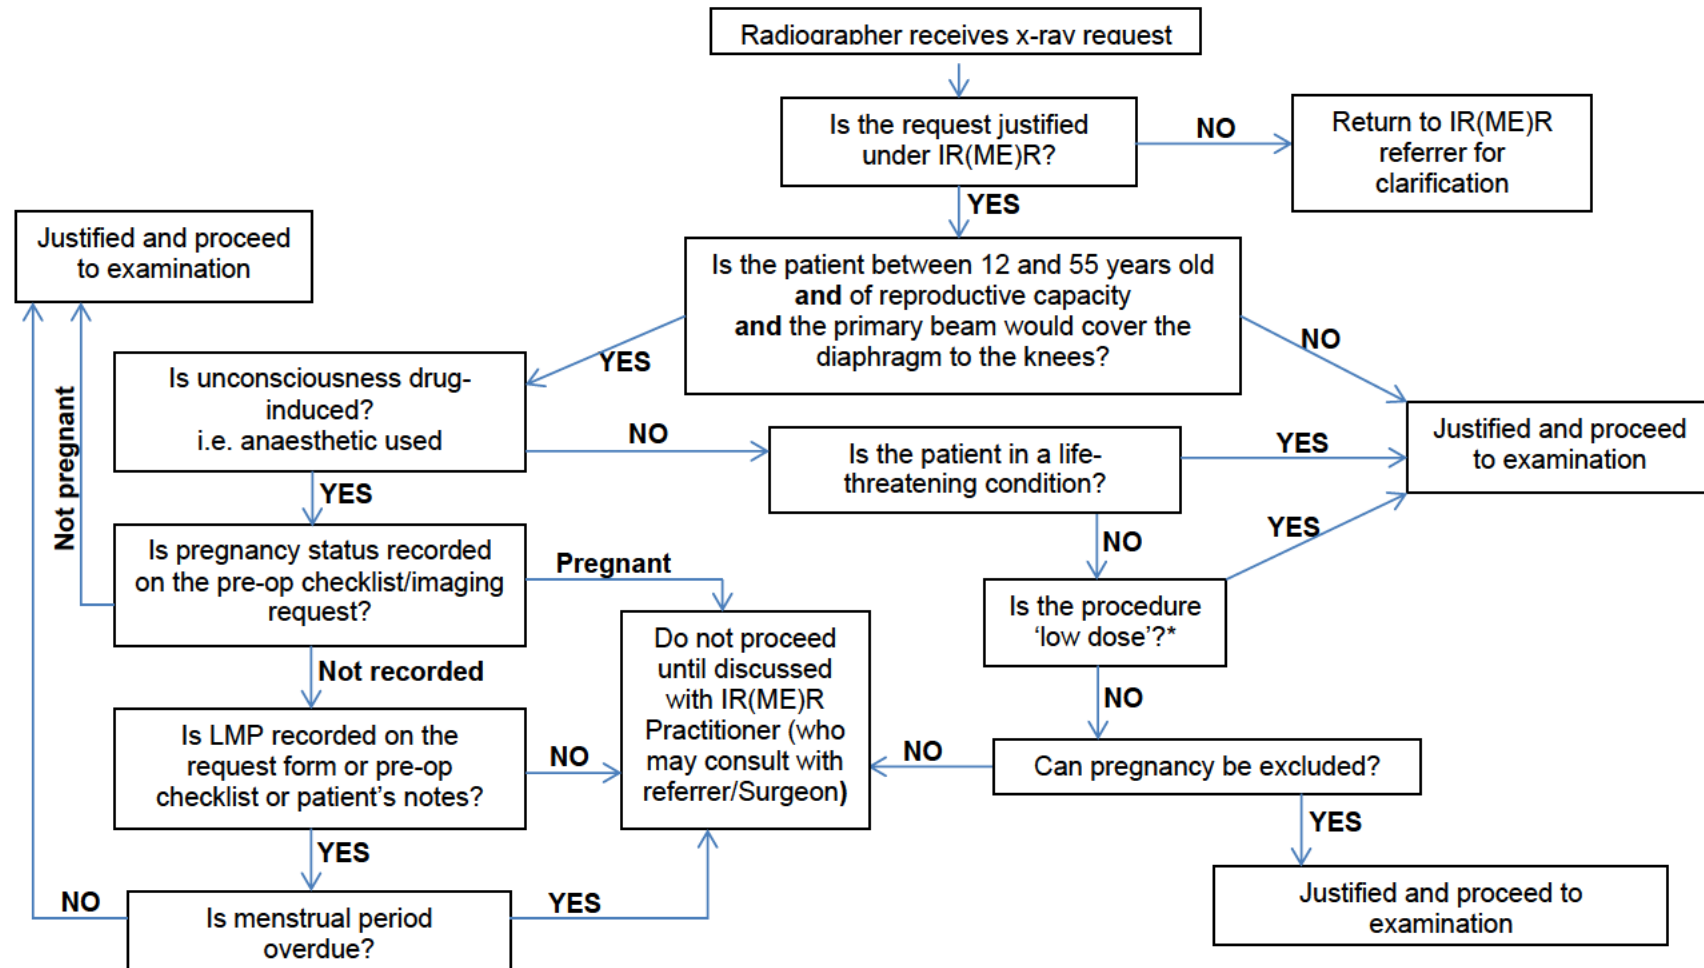 Radiographer receives x-ray request
Is the request justified
under IR(ME)R?
NO
Return to IR(ME)R
referrer for
clarification
YES
Justified and proceed
to examination
Is the patient between 12 and 55 years old
and of reproductive capacity
and the primary beam would cover the
diaphragm to the knees?
YES
NO
Is unconsciousness drug-
induced?
i.e. anaesthetic used
NO
Is the patient in a life-
threatening condition?
YES
Justified and proceed
to examination
Not pregnant
YES
NO
YES
Is pregnancy status recorded
on the pre-op checklist/imaging
request?
Pregnant
Is the procedure
‘low dose’?*
Do not proceed
until discussed
with IR(ME)R
Practitioner (who
may consult with
referrer/Surgeon)
Not recorded
NO
Is LMP recorded on the
request form or pre-op
checklist or patient’s notes?
NO
NO
Can pregnancy be excluded?
YES
YES
NO
Is menstrual period
overdue?
YES
Justified and proceed to
examination